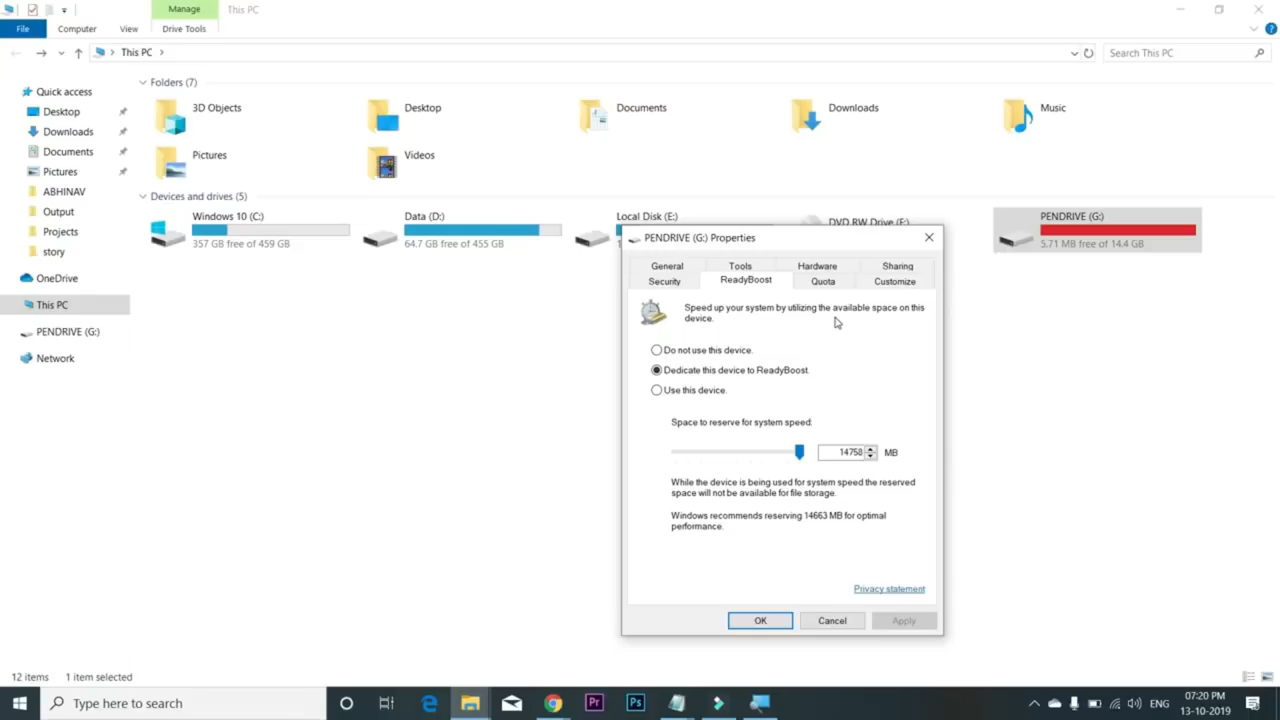 Manage
This PC
File
Computer
View
Drive Tools
This PC
Search This PC
Quick access
Desktop
Downloads
Documents
Pictures
ABHINAV
Output
Projects
story
OneDrive
This PC
PENDRIVE (G:)
Network
Folders (7)
3D Objects
Desktop
Documents
Downloads
Music
Pictures
Videos
Devices and drives (5)
Windows 10 (C:)
357 GB free of 459 GB
Data (D:)
64.7 GB free of 455 GB
Local Disk (E:)
DVD RW Drive (F:)
PENDRIVE (G:)
5.71 MB free of 14.4 GB
PENDRIVE (G:) Properties
General
Tools
Hardware
Sharing
Security
ReadyBoost
Quota
Customize
Speed up your system by utilizing the available space on this
device.
Do not use this device.
Dedicate this device to ReadyBoost.
Use this device.
Space to reserve for system speed:
14758 MB
While the device is being used for system speed the reserved
space will not be available for file storage.
Windows recommends reserving 14663 MB for optimal
performance.
Privacy statement
OK
Cancel
Apply
12 items
1 item selected
Type here to search
Pr
Ps
ENG
07:20 PM
13-10-2019